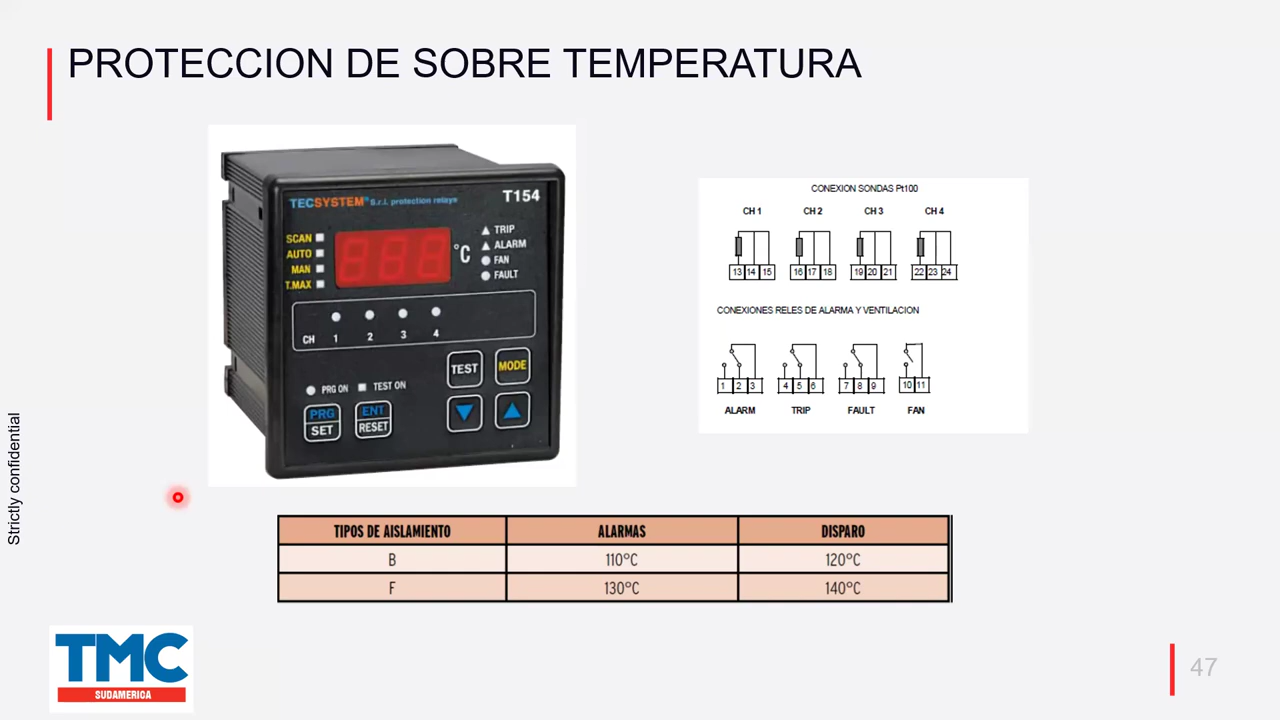 PROTECCION DE SOBRE TEMPERATURA
TECSYSTEM® S.r.l. protection relays
T154
SCAN
AUTO
MAN
T.MAX
888
°C
TRIP
ALARM
FAN
FAULT
CH 1 2 3 4
TEST
MODE
PRG ON
TEST ON
PRG
SET
ENT
RESET
CONEXION SONDAS Pt100
CH 1 CH 2 CH 3 CH 4
13 14 15 16 17 18 19 20 21 22 23 24
CONEXIONES RELES DE ALARMA Y VENTILACION
1 2 3 4 5 6 7 8 9 10 11
ALARM TRIP FAULT FAN
TIPOS DE AISLAMIENTO ALARMAS DISPARO
B 110°C 120°C
F 130°C 140°C
Strictly confidential
TMC
SUDAMERICA
47